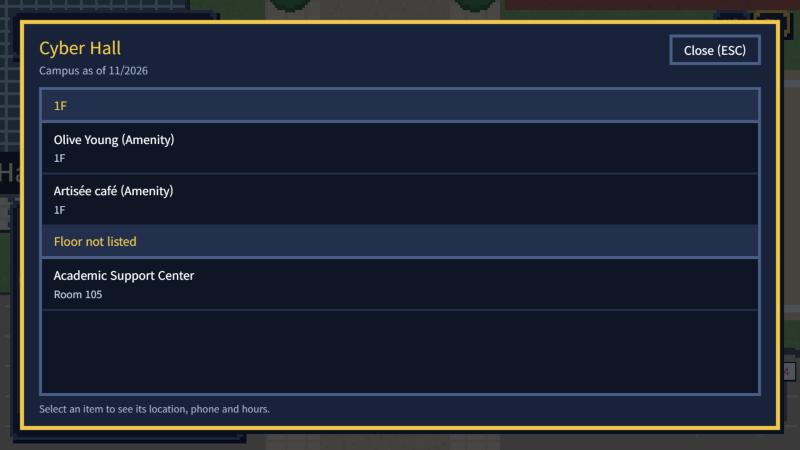 Cyber Hall
Close (ESC)
Campus as of 11/2026
1F
Olive Young (Amenity)
1F
Artisée café (Amenity)
1F
Floor not listed
Academic Support Center
Room 105
Select an item to see its location, phone and hours.